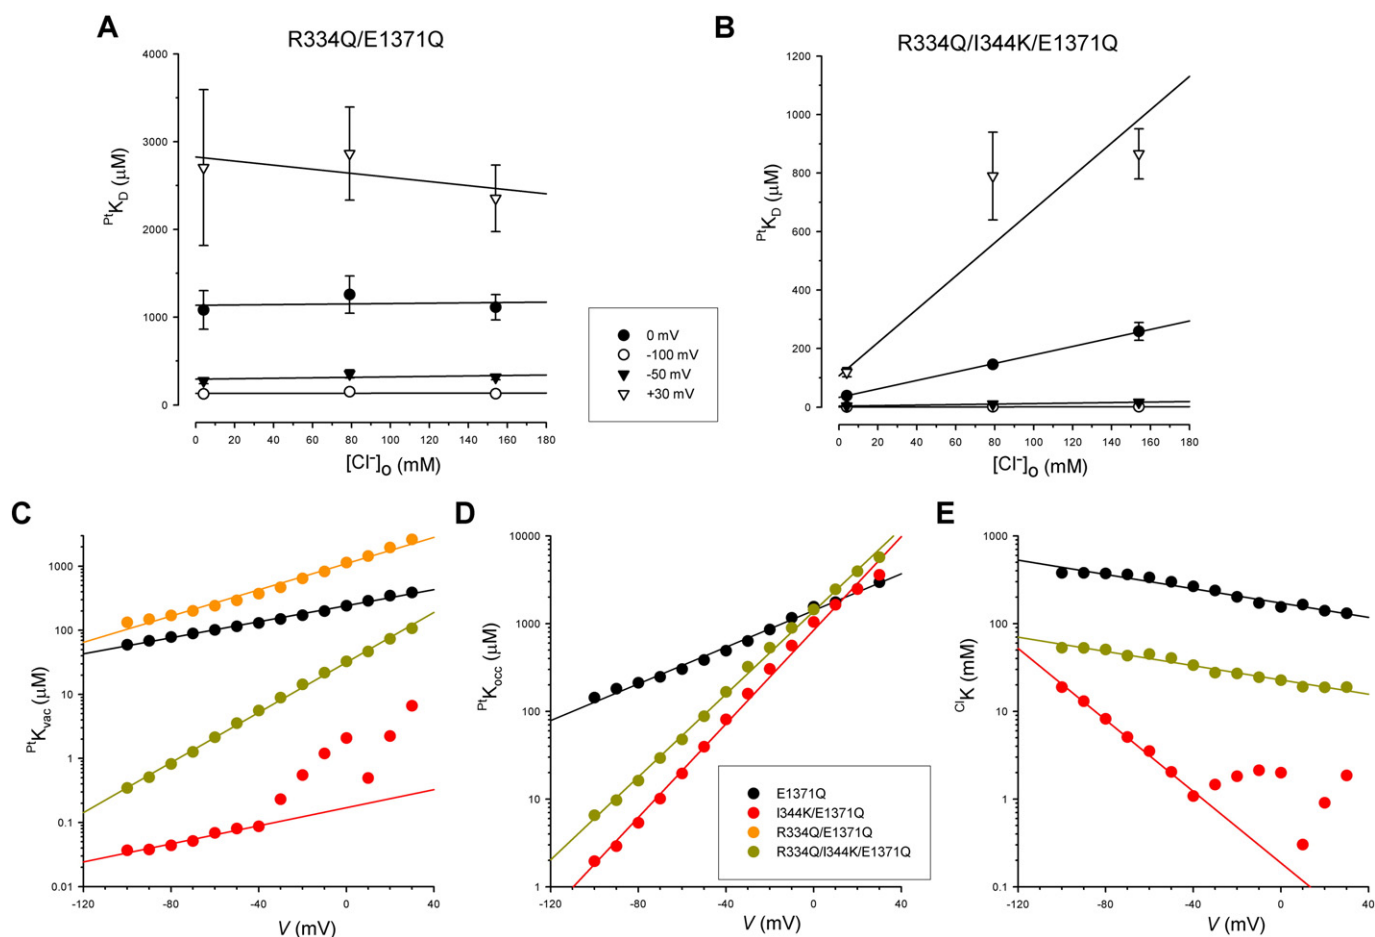 A
R334Q/E1371Q
4000
3000
2000
1000
0
PtKD (μM)
0 20 40 60 80 100 120 140 160 180
[Cl-]o (mM)
0 mV
-100 mV
-50 mV
+30 mV
B
R334Q/I344K/E1371Q
1200
1000
800
600
400
200
0
PtKD (μM)
0 20 40 60 80 100 120 140 160 180
[Cl-]o (mM)
C
1000
100
10
1
0.1
0.01
PtKvac (μM)
-120 -80 -40 0 40
V (mV)
D
10000
1000
100
10
1
PtKocc (μM)
-120 -80 -40 0 40
V (mV)
E1371Q
I344K/E1371Q
R334Q/E1371Q
R334Q/I344K/E1371Q
E
1000
100
10
1
0.1
ClK (mM)
-120 -80 -40 0 40
V (mV)